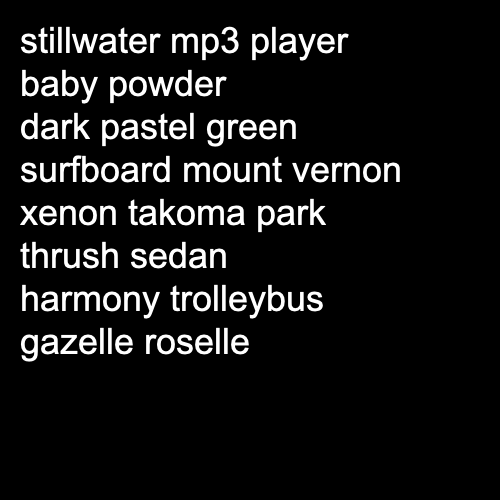 stillwater mp3 player
baby powder
dark pastel green
surfboard mount vernon
xenon takoma park
thrush sedan
harmony trolleybus
gazelle roselle